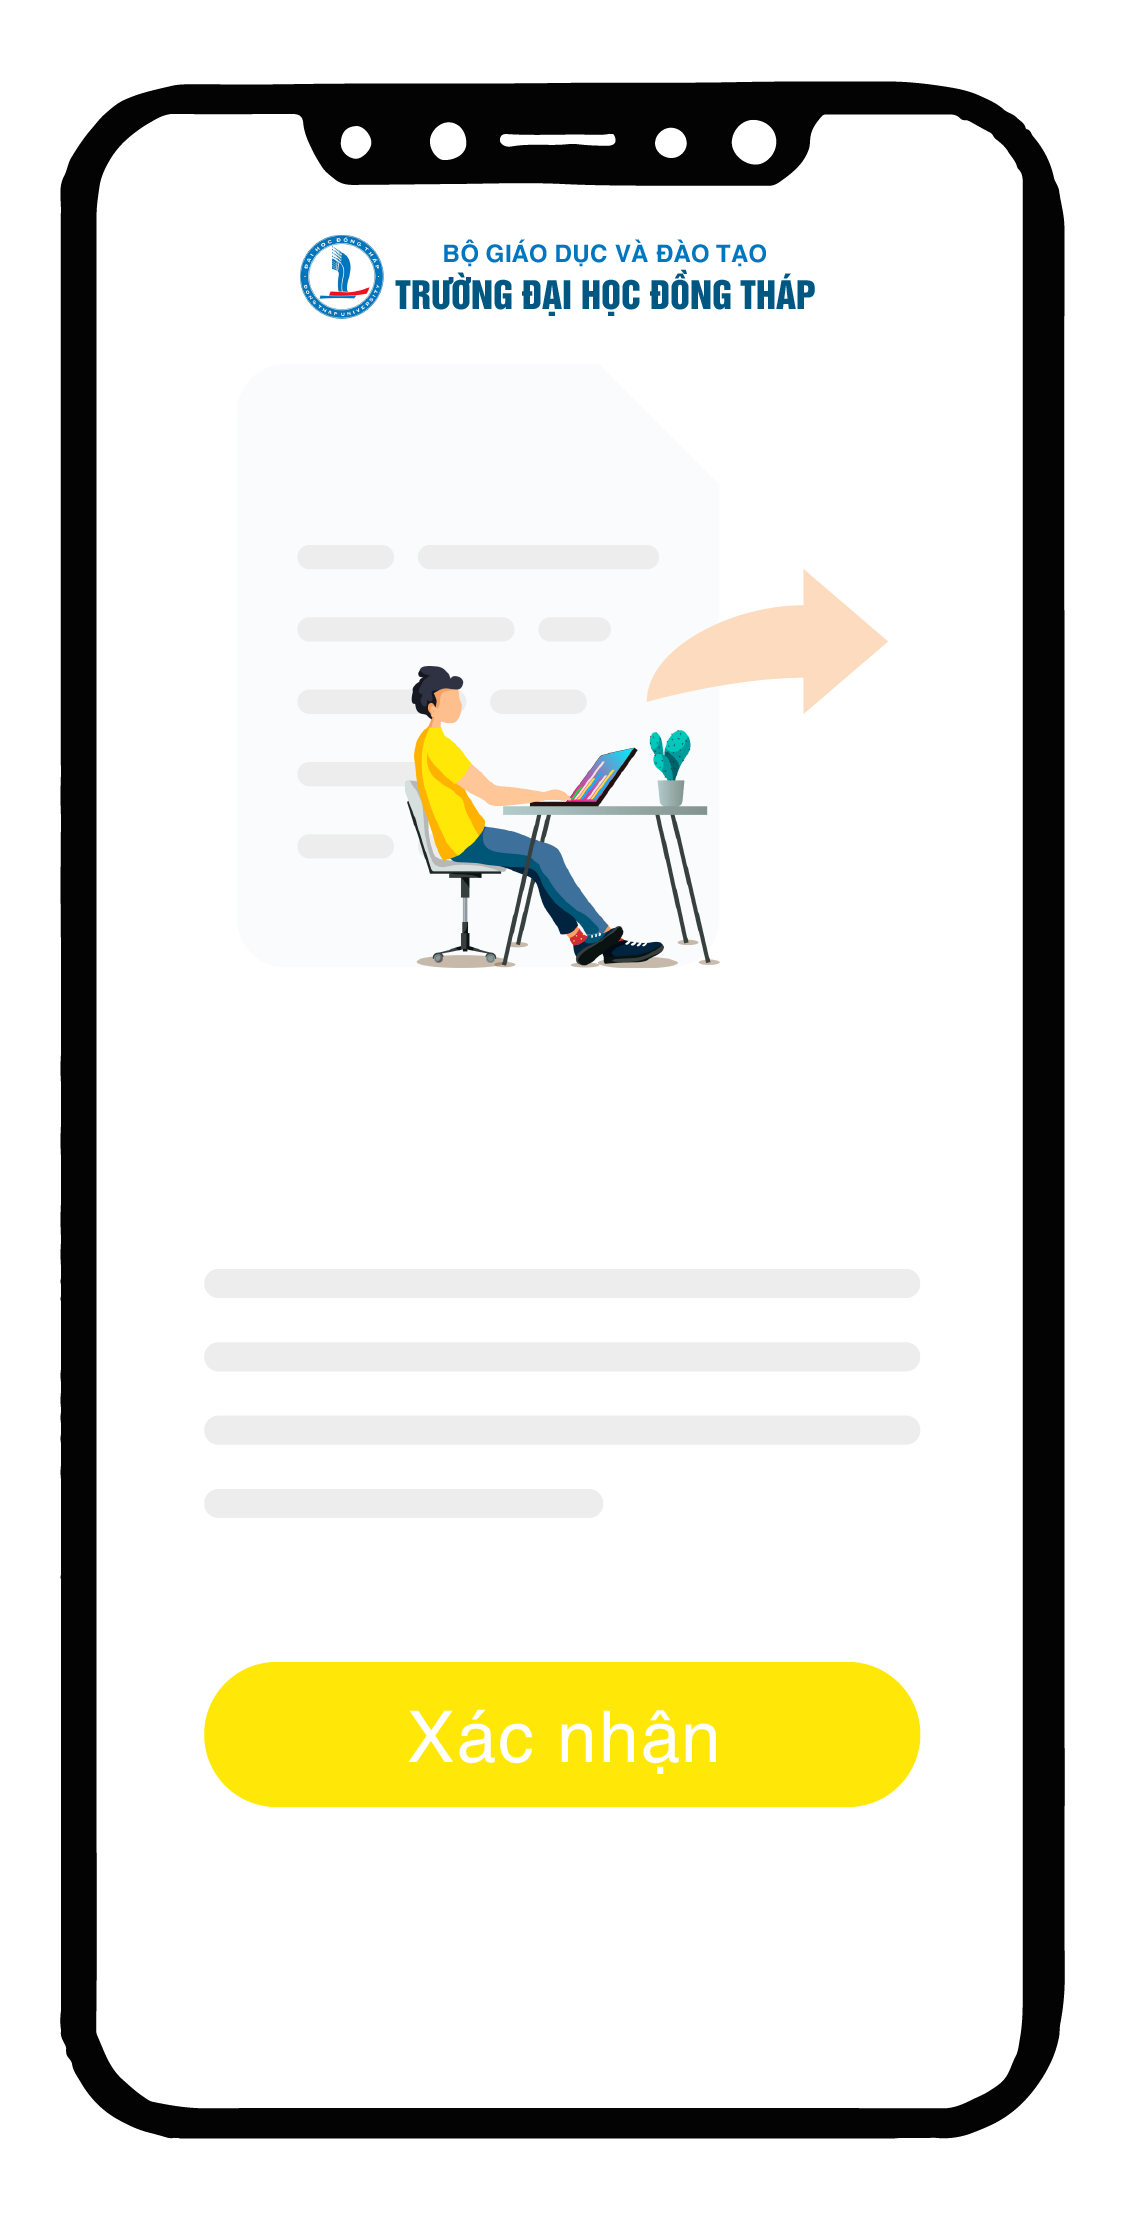 ĐẠI HỌC ĐỒNG THÁP
DONG THAP UNIVERSITY
BỘ GIÁO DỤC VÀ ĐÀO TẠO
TRƯỜNG ĐẠI HỌC ĐỒNG THÁP
Xác nhận